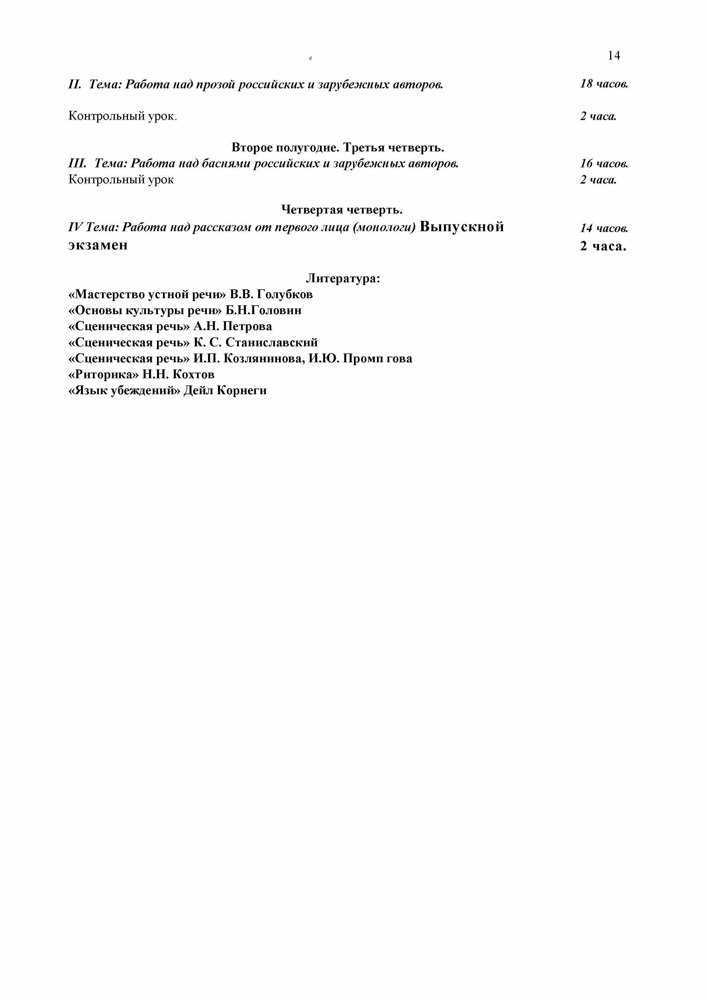 d 14
II. Тема: Работа над прозой российских и зарубежных авторов. 18 часов.
Контрольный урок. 2 часа.
Второе полугодие. Третья четверть.
III. Тема: Работа над баснями российских и зарубежных авторов. 16 часов.
Контрольный урок 2 часа.
Четвертая четверть.
IV Тема: Работа над рассказом от первого лица (монологи) Выпускной 14 часов.
экзамен 2 часа.
Литература:
«Мастерство устной речи» В.В. Голубков
«Основы культуры речи» Б.Н.Головин
«Сценическая речь» А.Н. Петрова
«Сценическая речь» К. С. Станиславский
«Сценическая речь» И.П. Козлянинова, И.Ю. Промп гова
«Риторика» Н.Н. Кохтов
«Язык убеждений» Дейл Корнеги